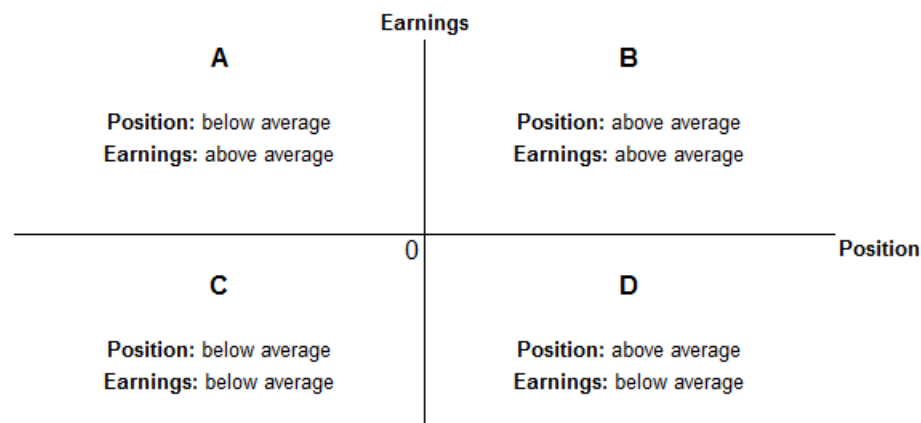 Earnings
A
Position: below average
Earnings: above average
B
Position: above average
Earnings: above average
0
Position
C
Position: below average
Earnings: below average
D
Position: above average
Earnings: below average